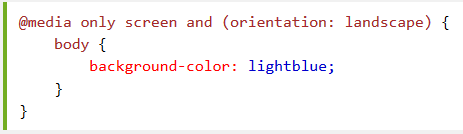 @media only screen and (orientation: landscape) {
    body {
        background-color: lightblue;
    }
}